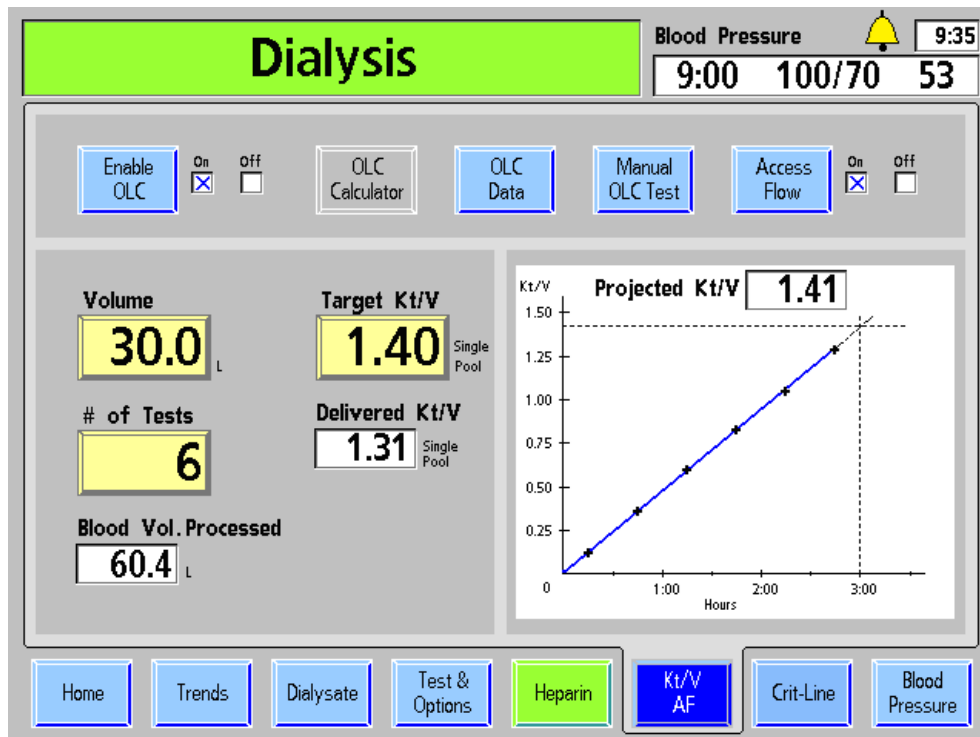 Dialysis
Blood Pressure
9:35
9:00 100/70 53
Enable
OLC
On Off
OLC
Calculator
OLC
Data
Manual
OLC Test
Access
Flow
On Off
Volume
30.0 L
Target Kt/V
1.40 Single
Pool
# of Tests
6
Delivered Kt/V
1.31 Single
Pool
Blood Vol.Processed
60.4 L
Kt/V
Projected Kt/V 1.41
1.50
1.25
1.00
0.75
0.50
0.25
0 1:00 2:00 3:00
Hours
Home
Trends
Dialysate
Test &
Options
Heparin
Kt/V
AF
Crit-Line
Blood
Pressure